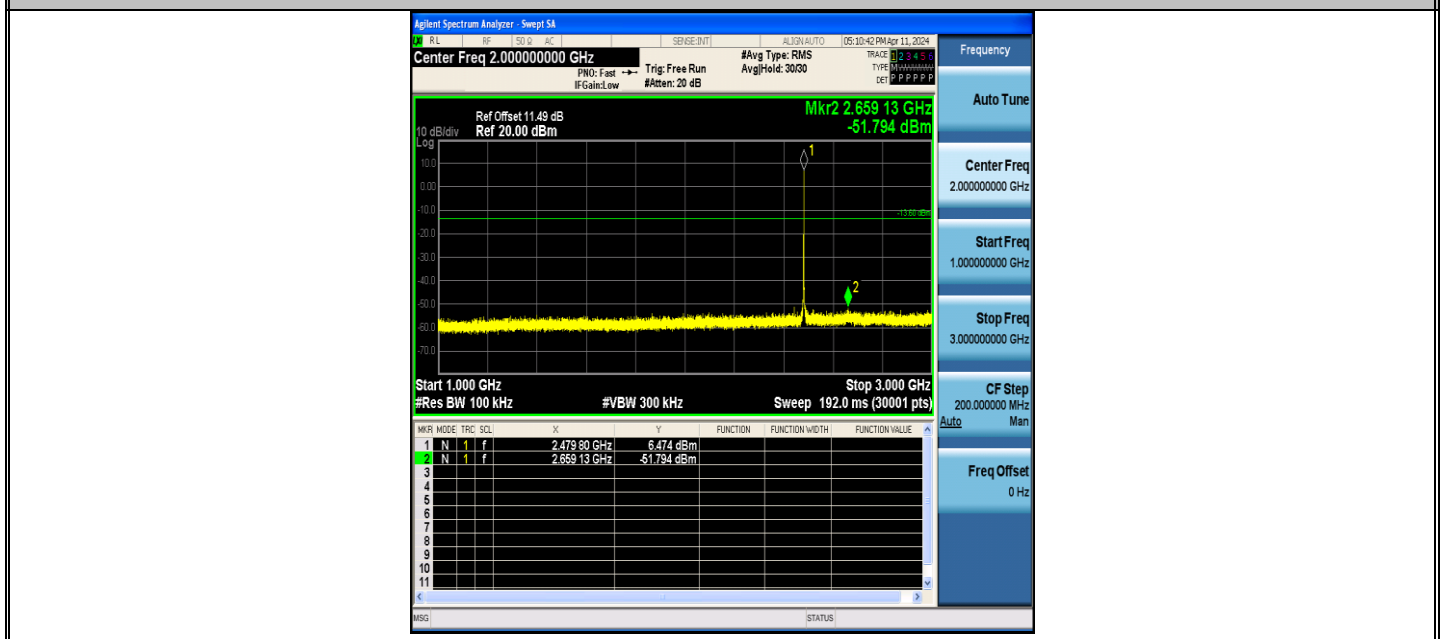 Agilent Spectrum Analyzer - Swept SA
RL RF 50 Ω AC SENSE:INT ALIGN AUTO 05:10:42 PM Apr 11, 2024
Center Freq 2.000000000 GHz
PNO: Fast
IFGain:Low
Trig: Free Run
#Atten: 20 dB
#Avg Type: RMS
Avg|Hold: 30/30
TRACE 1 2 3 4 5 6
TYPE
DET P P P P P P
Mkr2 2.659 13 GHz
-51.794 dBm
Ref Offset 11.49 dB
10 dB/div Ref 20.00 dBm
Log
10.0
0.00
-10.0
-20.0
-30.0
-40.0
-50.0
-60.0
-70.0
1
-13.60 dBm
2
Start 1.000 GHz Stop 3.000 GHz
#Res BW 100 kHz #VBW 300 kHz Sweep 192.0 ms (30001 pts)
MKR MODE TRC SCL X Y FUNCTION FUNCTION WIDTH FUNCTION VALUE
1 N 1 f 2.479 80 GHz 6.474 dBm
2 N 1 f 2.659 13 GHz -51.794 dBm
3
4
5
6
7
8
9
10
11
MSG STATUS
Frequency
Auto Tune
Center Freq
2.000000000 GHz
Start Freq
1.000000000 GHz
Stop Freq
3.000000000 GHz
CF Step
200.000000 MHz
Auto Man
Freq Offset
0 Hz